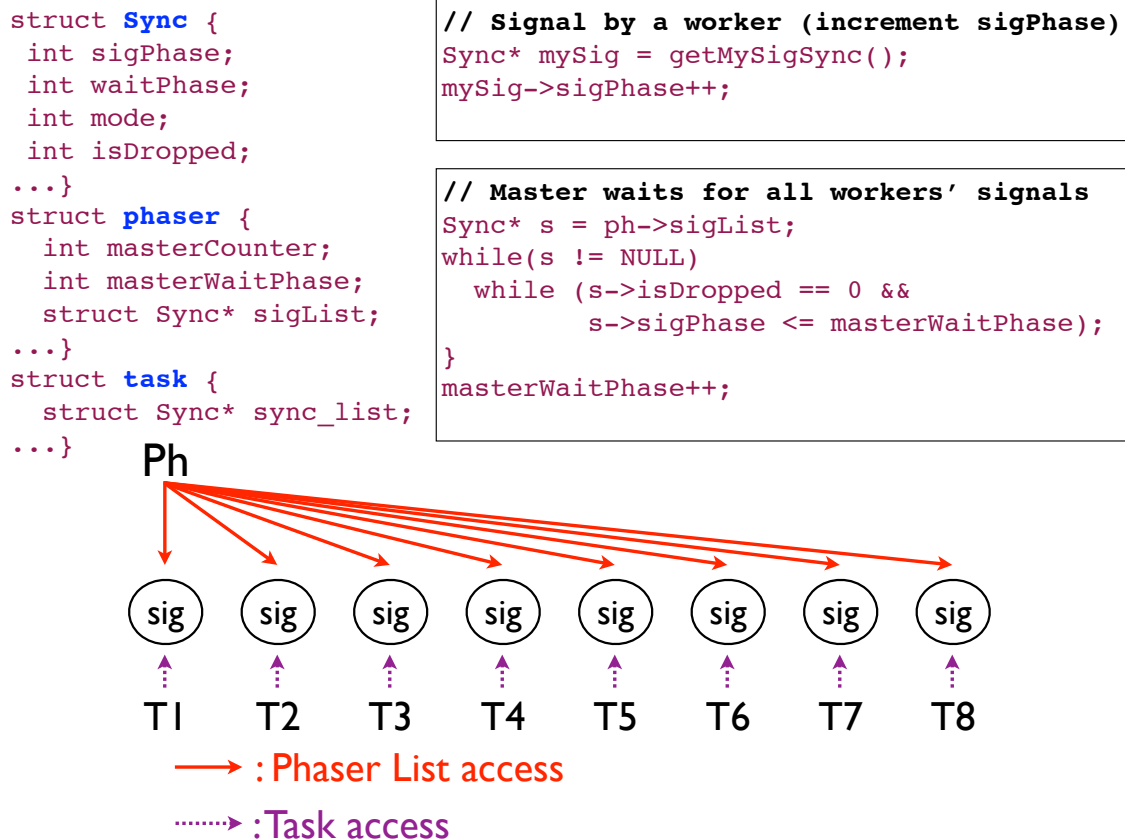 struct Sync {
int sigPhase;
int waitPhase;
int mode;
int isDropped;
...}
struct phaser {
int masterCounter;
int masterWaitPhase;
struct Sync* sigList;
...}
struct task {
struct Sync* sync_list;
...}
// Signal by a worker (increment sigPhase)
Sync* mySig = getMySigSync();
mySig->sigPhase++;
// Master waits for all workers’ signals
Sync* s = ph->sigList;
while(s != NULL)
while (s->isDropped == 0 &&
s->sigPhase <= masterWaitPhase);
}
masterWaitPhase++;
Ph
sig sig sig sig sig sig sig sig
T1 T2 T3 T4 T5 T6 T7 T8
: Phaser List access
: Task access